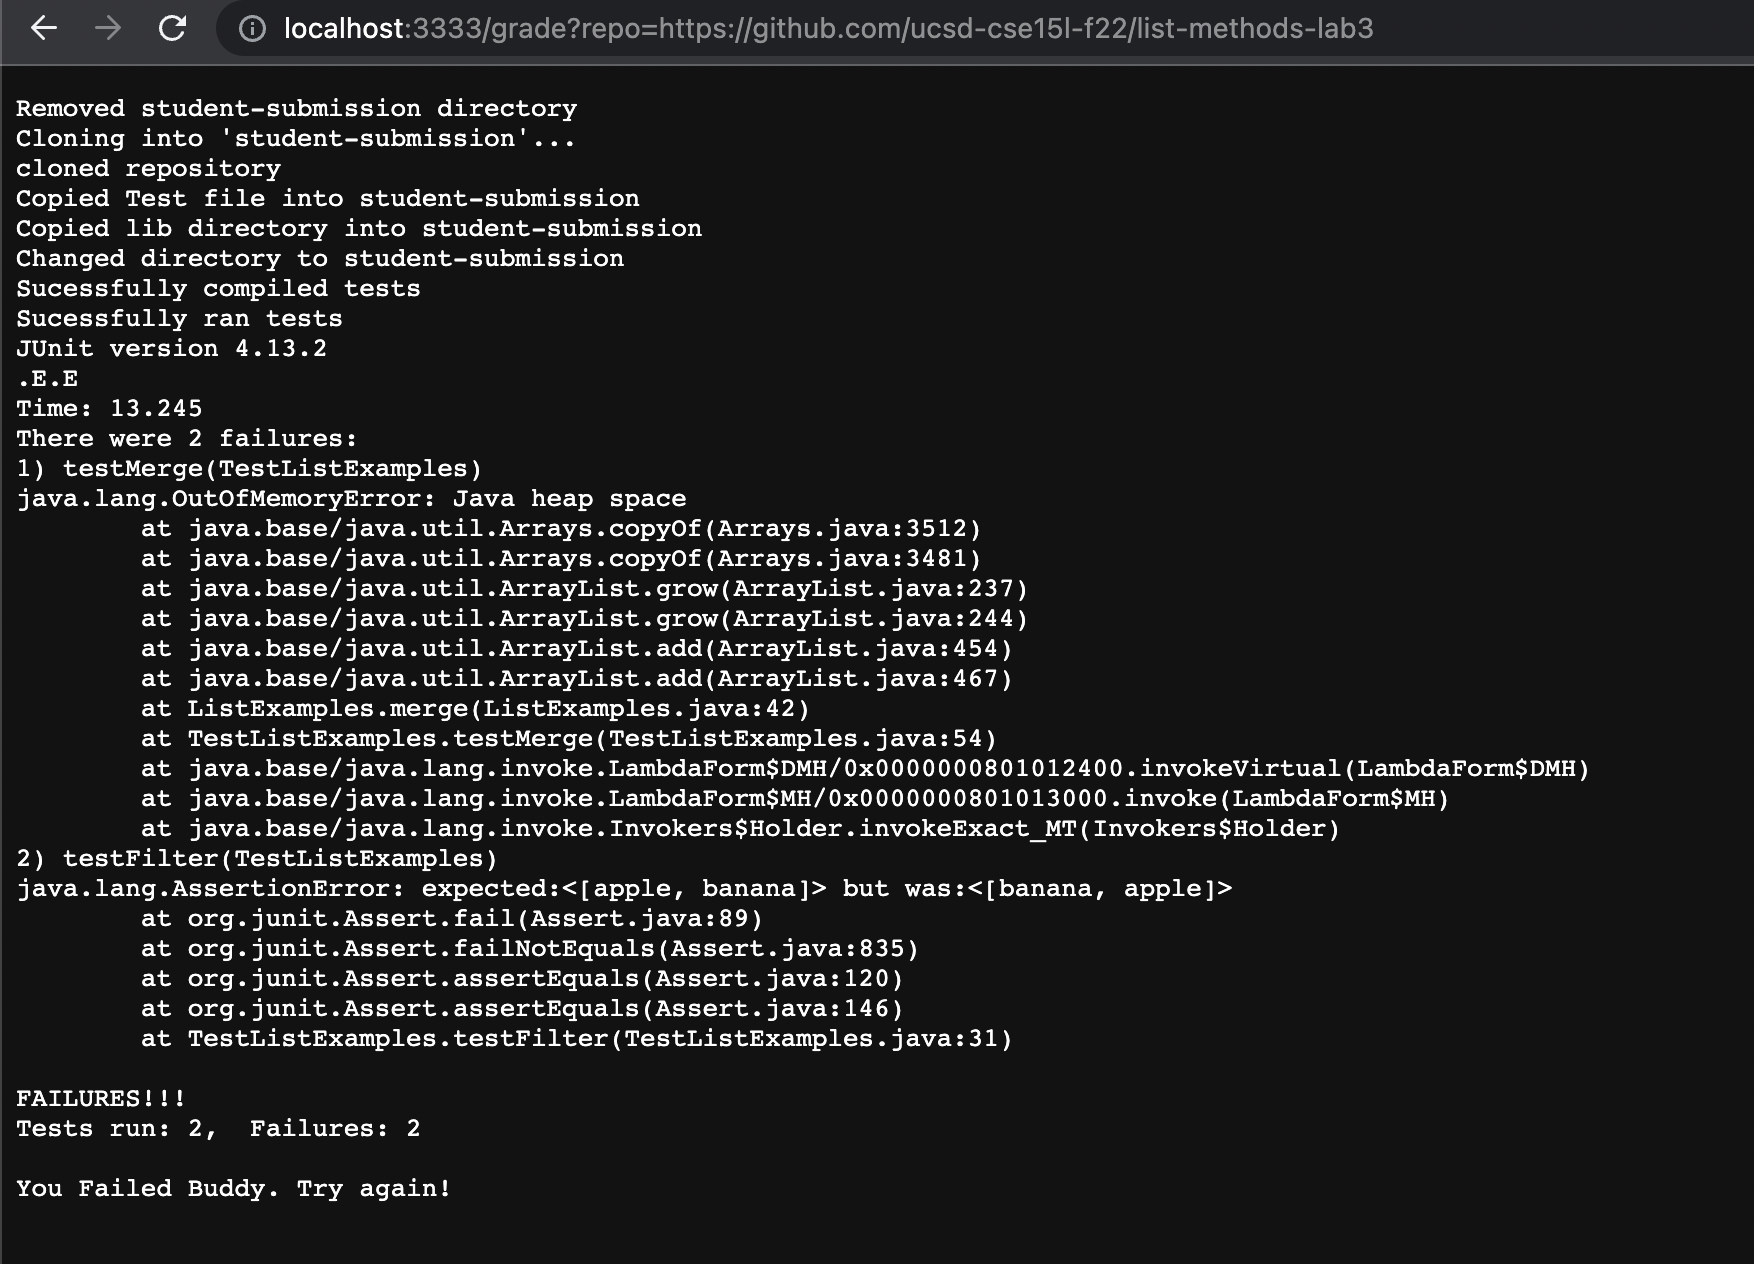 localhost:3333/grade?repo=https://github.com/ucsd-cse15l-f22/list-methods-lab3
Removed student-submission directory
Cloning into 'student-submission'...
cloned repository
Copied Test file into student-submission
Copied lib directory into student-submission
Changed directory to student-submission
Sucessfully compiled tests
Sucessfully ran tests
JUnit version 4.13.2
.E.E
Time: 13.245
There were 2 failures:
1) testMerge(TestListExamples)
java.lang.OutOfMemoryError: Java heap space
        at java.base/java.util.Arrays.copyOf(Arrays.java:3512)
        at java.base/java.util.Arrays.copyOf(Arrays.java:3481)
        at java.base/java.util.ArrayList.grow(ArrayList.java:237)
        at java.base/java.util.ArrayList.grow(ArrayList.java:244)
        at java.base/java.util.ArrayList.add(ArrayList.java:454)
        at java.base/java.util.ArrayList.add(ArrayList.java:467)
        at ListExamples.merge(ListExamples.java:42)
        at TestListExamples.testMerge(TestListExamples.java:54)
        at java.base/java.lang.invoke.LambdaForm$DMH/0x0000000801012400.invokeVirtual(LambdaForm$DMH)
        at java.base/java.lang.invoke.LambdaForm$MH/0x0000000801013000.invoke(LambdaForm$MH)
        at java.base/java.lang.invoke.Invokers$Holder.invokeExact_MT(Invokers$Holder)
2) testFilter(TestListExamples)
java.lang.AssertionError: expected:<[apple, banana]> but was:<[banana, apple]>
        at org.junit.Assert.fail(Assert.java:89)
        at org.junit.Assert.failNotEquals(Assert.java:835)
        at org.junit.Assert.assertEquals(Assert.java:120)
        at org.junit.Assert.assertEquals(Assert.java:146)
        at TestListExamples.testFilter(TestListExamples.java:31)
FAILURES!!!
Tests run: 2,  Failures: 2
You Failed Buddy. Try again!